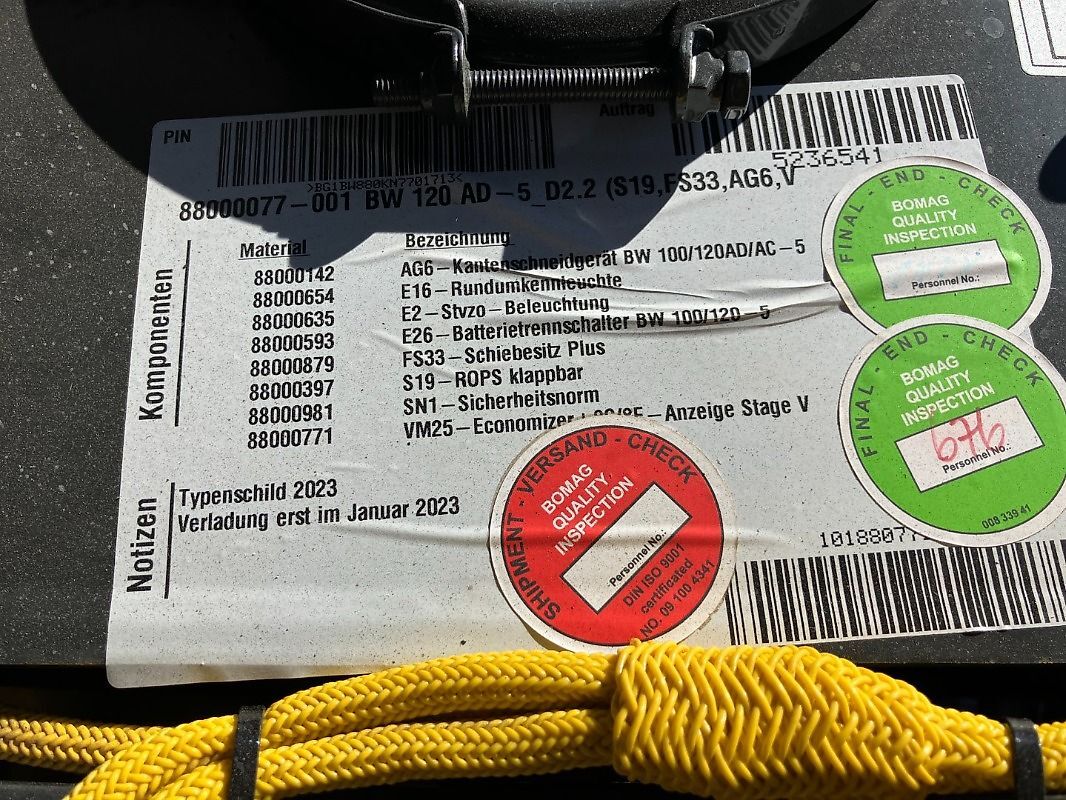 PIN
Auftrag
5236541
88000077-001 BW 120 AD-5_D2.2 (S19,FS33,AG6,V
Komponenten
Material Bezeichnung
88000142 AG6-Kantenschneidgerät BW 100/120AD/AC-5
88000654 E16-Rundumkennleuchte
88000635 E2-Stvzo-Beleuchtung
88000593 E26-Batterietrennschalter BW 100/120-5
88000879 FS33-Schiebesitz Plus
88000397 S19-ROPS klappbar
88000981 SN1-Sicherheitsnorm
88000771 VM25-Economizer -Anzeige Stage V
Notizen
Typenschild 2023
Verladung erst im Januar 2023
FINAL - END - CHECK
BOMAG
QUALITY
INSPECTION
Personnel No.:
FINAL - END - CHECK
BOMAG
QUALITY
INSPECTION
676
Personnel No.:
008 339 41
SHIPMENT - VERSAND - CHECK
BOMAG
QUALITY
INSPECTION
Personnel No.:
DIN ISO 9001
certificated
NO. 09 100 4341